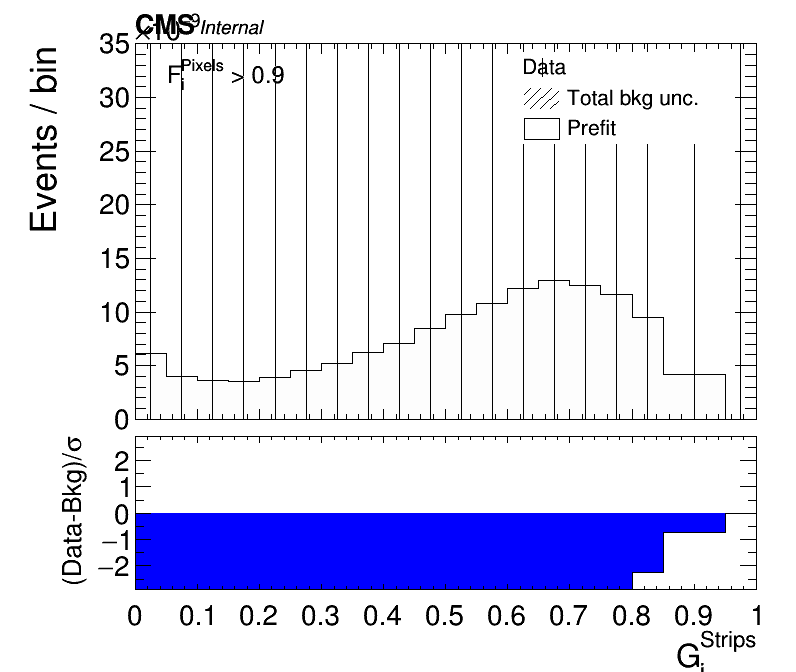 CMS Internal
×10⁻⁹
Events / bin
F_i^Pixels > 0.9
Data
Total bkg unc.
Prefit
35
30
25
20
15
10
5
0
(Data-Bkg)/σ
2
1
0
−1
−2
0 0.1 0.2 0.3 0.4 0.5 0.6 0.7 0.8 0.9 1
G_i^Strips